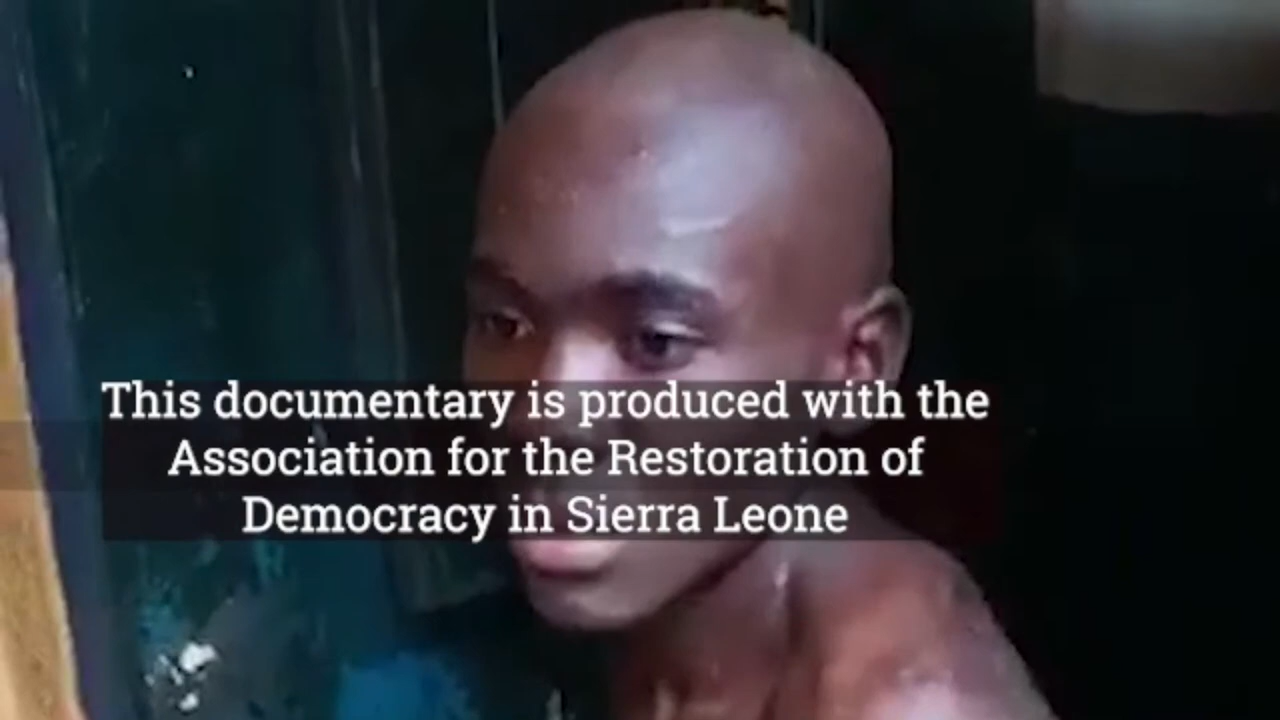 This documentary is produced with the
Association for the Restoration of
Democracy in Sierra Leone